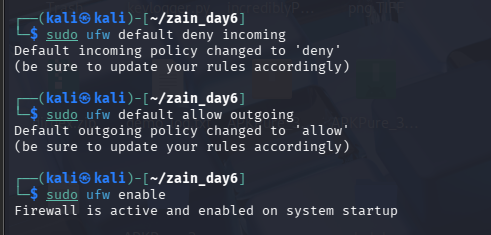 ┌──(kali㉿kali)-[~/zain_day6]
└─$ sudo ufw default deny incoming
Default incoming policy changed to 'deny'
(be sure to update your rules accordingly)
┌──(kali㉿kali)-[~/zain_day6]
└─$ sudo ufw default allow outgoing
Default outgoing policy changed to 'allow'
(be sure to update your rules accordingly)
┌──(kali㉿kali)-[~/zain_day6]
└─$ sudo ufw enable
Firewall is active and enabled on system startup